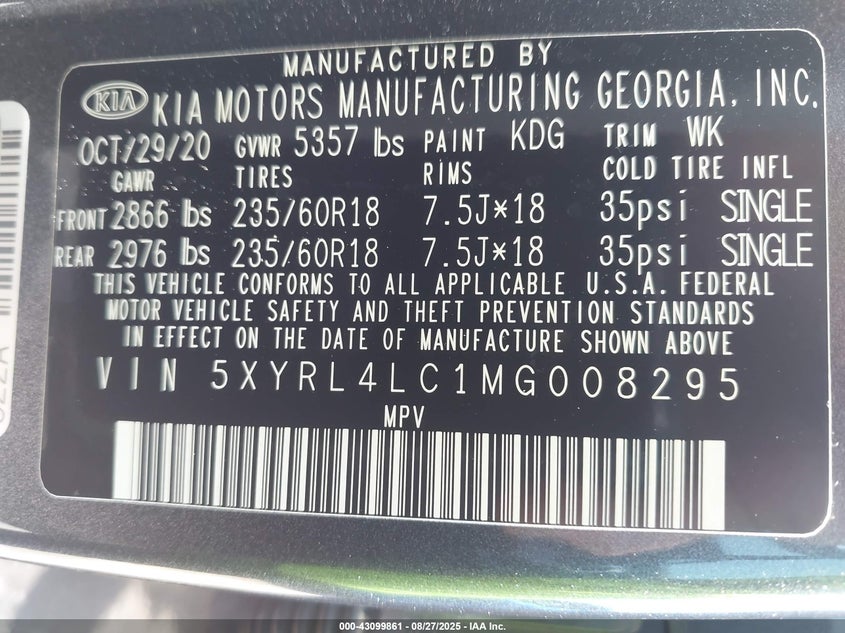 MANUFACTURED BY
KIA KIA MOTORS MANUFACTURING GEORGIA, INC.
OCT/29/20 GVWR 5357 lbs PAINT KDG TRIM WK
GAWR TIRES RIMS COLD TIRE INFL
FRONT 2866 lbs 235/60R18 7.5J*18 35psi SINGLE
REAR 2976 lbs 235/60R18 7.5J*18 35psi SINGLE
THIS VEHICLE CONFORMS TO ALL APPLICABLE U.S.A. FEDERAL
MOTOR VEHICLE SAFETY AND THEFT PREVENTION STANDARDS
IN EFFECT ON THE DATE OF MANUFACTURE SHOWN ABOVE
VIN 5XYRL4LC1MG008295
MPV
000-43099861 - 08/27/2025 - IAA Inc.